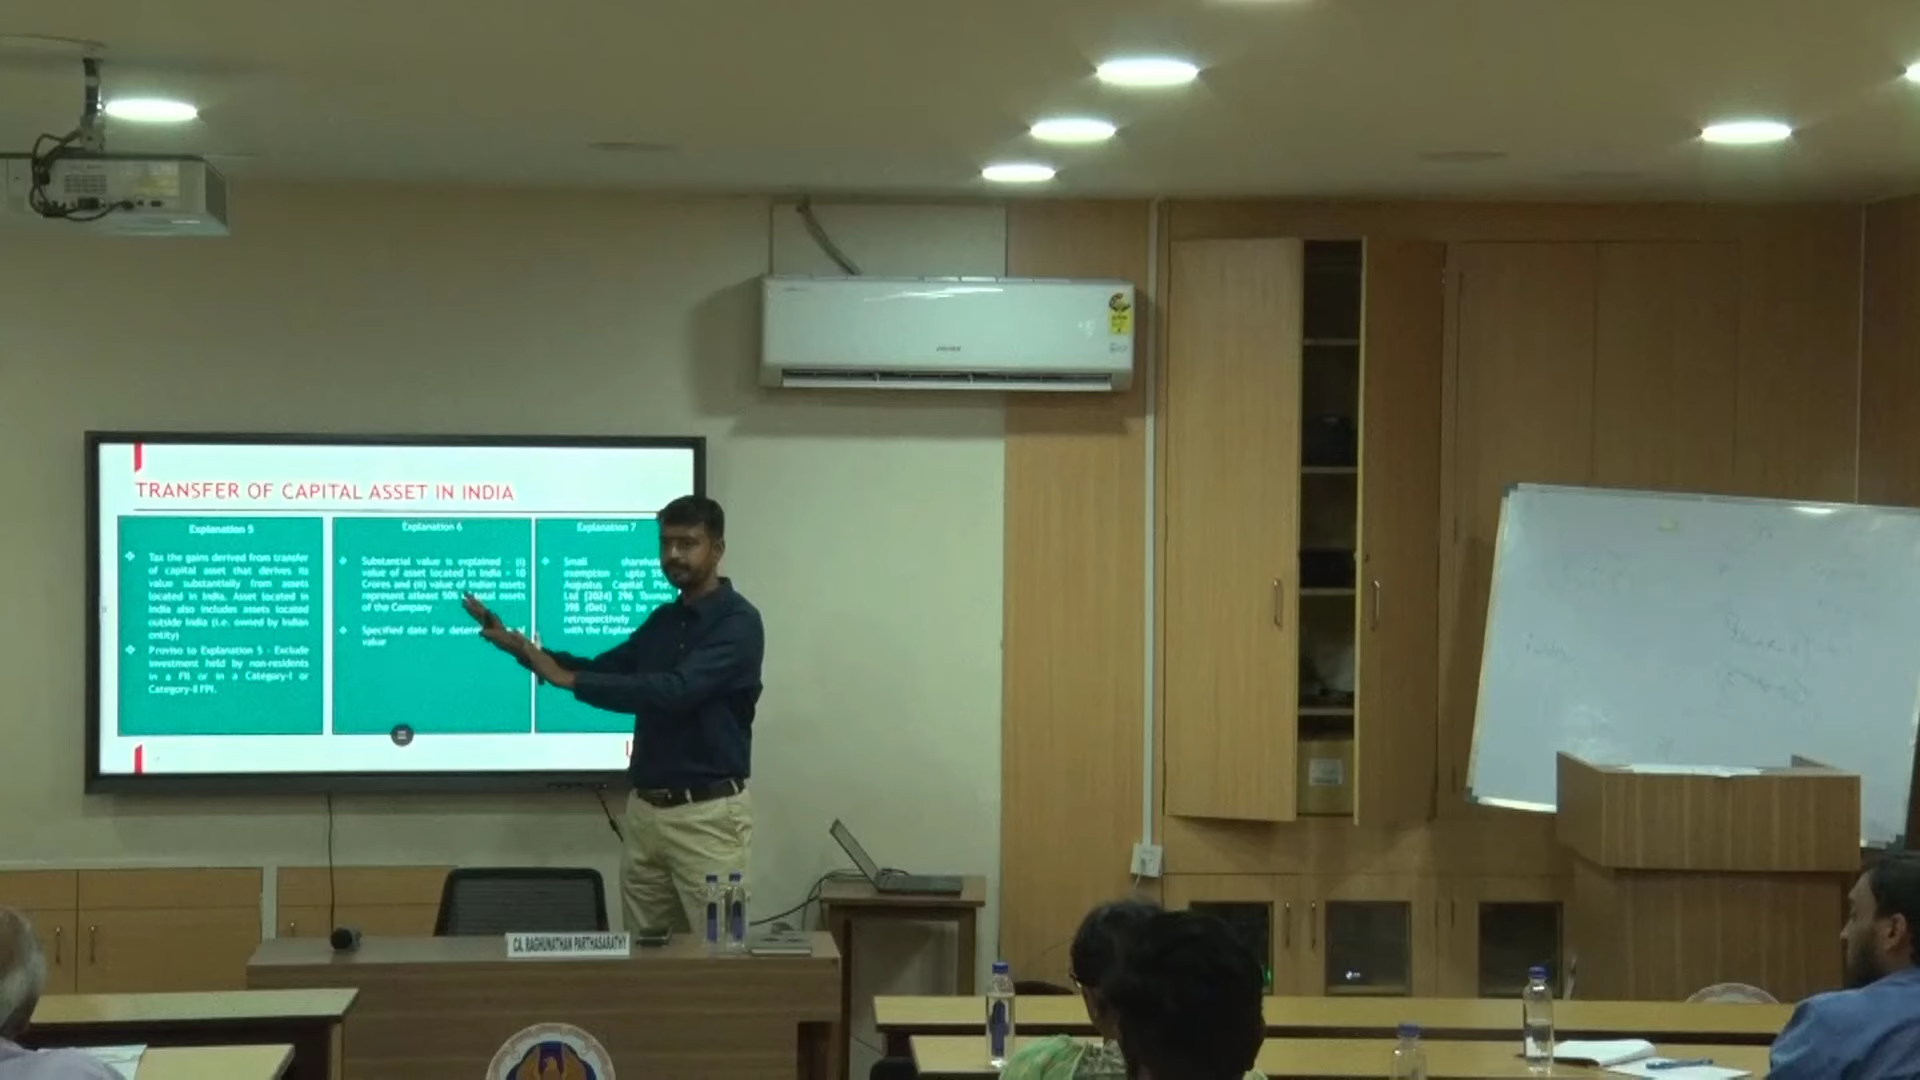 TRANSFER OF CAPITAL ASSET IN INDIA
Explanation 5
Tax the gains derived from transfer
of capital asset that derives its
value substantially from assets
located in India. Asset located in
India also includes assets located
outside India (i.e. owned by Indian
entity)
Proviso to Explanation 5 - Exclude
investment held by non-residents
in a FII or in a Category-I or
Category-II FPI.
Explanation 6
Substantial value is explained - (i)
value of asset located in India > 10
Crores and (ii) value of Indian assets
represent atleast 50% total assets
of the Company
Specified date for of
value
Explanation 7
Small
exemption - upto
Augustus Capital
Ltd [2024] 396
398 (Del) - to be
retrospectively
with the
CA. RAGHUNATHAN PARTHASARATHY